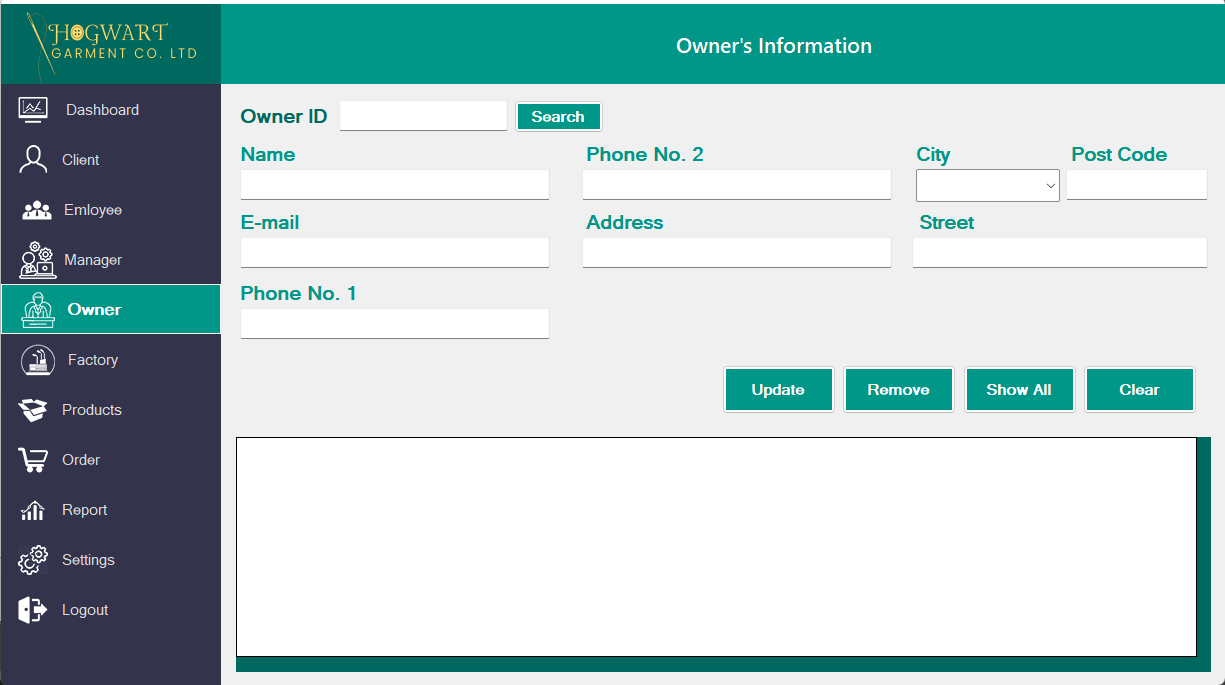 HOGWART
GARMENT CO. LTD
Owner's Information
Dashboard
Client
Emloyee
Manager
Owner
Factory
Products
Order
Report
Settings
Logout
Owner ID
Search
Name
Phone No. 2
City
Post Code
E-mail
Address
Street
Phone No. 1
Update
Remove
Show All
Clear